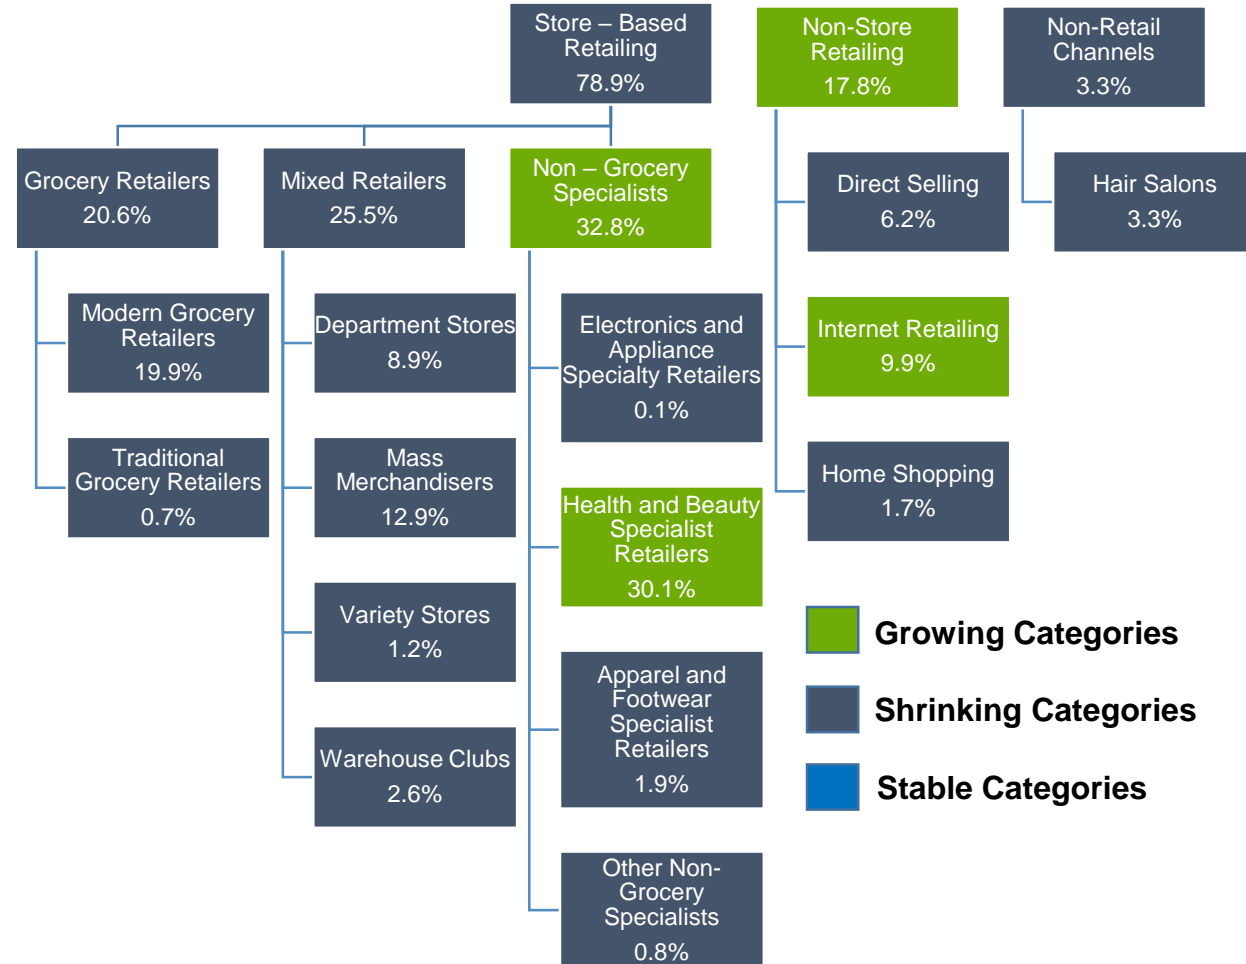 Store – Based
Retailing
78.9%
Non-Store
Retailing
17.8%
Non-Retail
Channels
3.3%
Grocery Retailers
20.6%
Mixed Retailers
25.5%
Non – Grocery
Specialists
32.8%
Direct Selling
6.2%
Hair Salons
3.3%
Modern Grocery
Retailers
19.9%
Department Stores
8.9%
Electronics and
Appliance
Specialty Retailers
0.1%
Internet Retailing
9.9%
Traditional
Grocery Retailers
0.7%
Mass
Merchandisers
12.9%
Health and Beauty
Specialist
Retailers
30.1%
Home Shopping
1.7%
Variety Stores
1.2%
Apparel and
Footwear
Specialist
Retailers
1.9%
Warehouse Clubs
2.6%
Other Non-
Grocery
Specialists
0.8%
Growing Categories
Shrinking Categories
Stable Categories